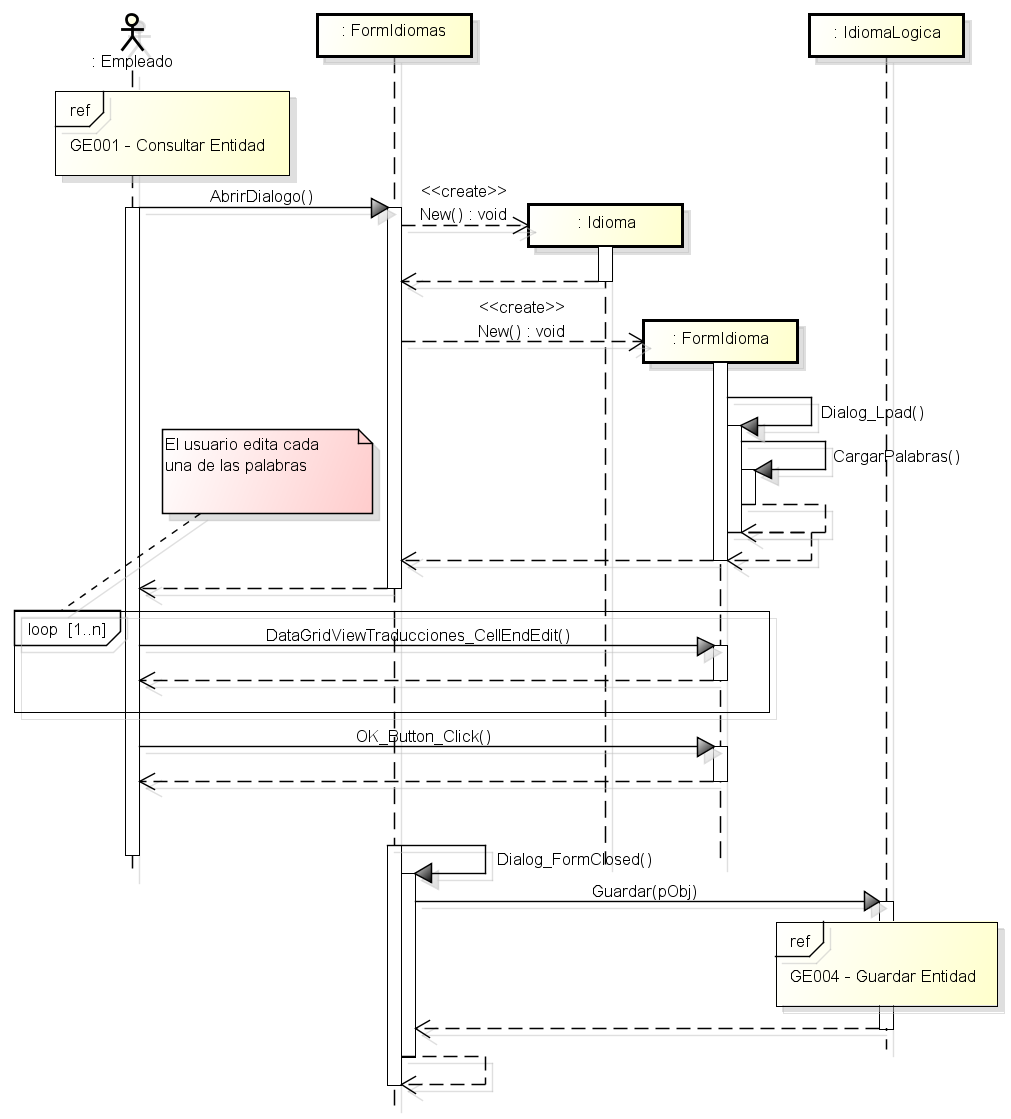 : FormIdiomas
: IdiomaLogica
: Empleado
ref
GE001 - Consultar Entidad
AbrirDialogo()
<<create>>
New() : void
: Idioma
<<create>>
New() : void
: FormIdioma
Dialog_Lpad()
CargarPalabras()
El usuario edita cada
una de las palabras
loop [1..n]
DataGridViewTraducciones_CellEndEdit()
OK_Button_Click()
Dialog_FormClosed()
Guardar(pObj)
ref
GE004 - Guardar Entidad